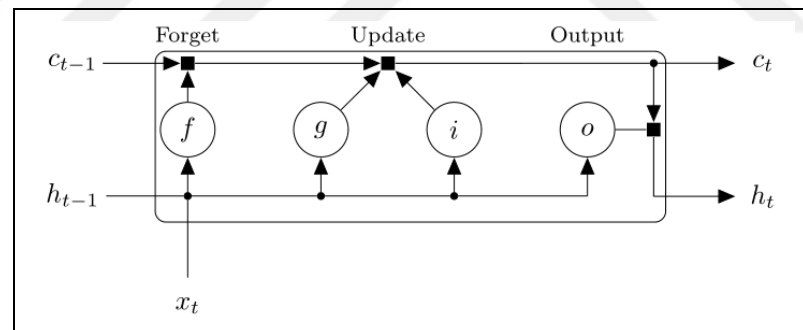 Forget Update Output
c_{t−1} c_t
f g i o
h_{t−1} h_t
x_t